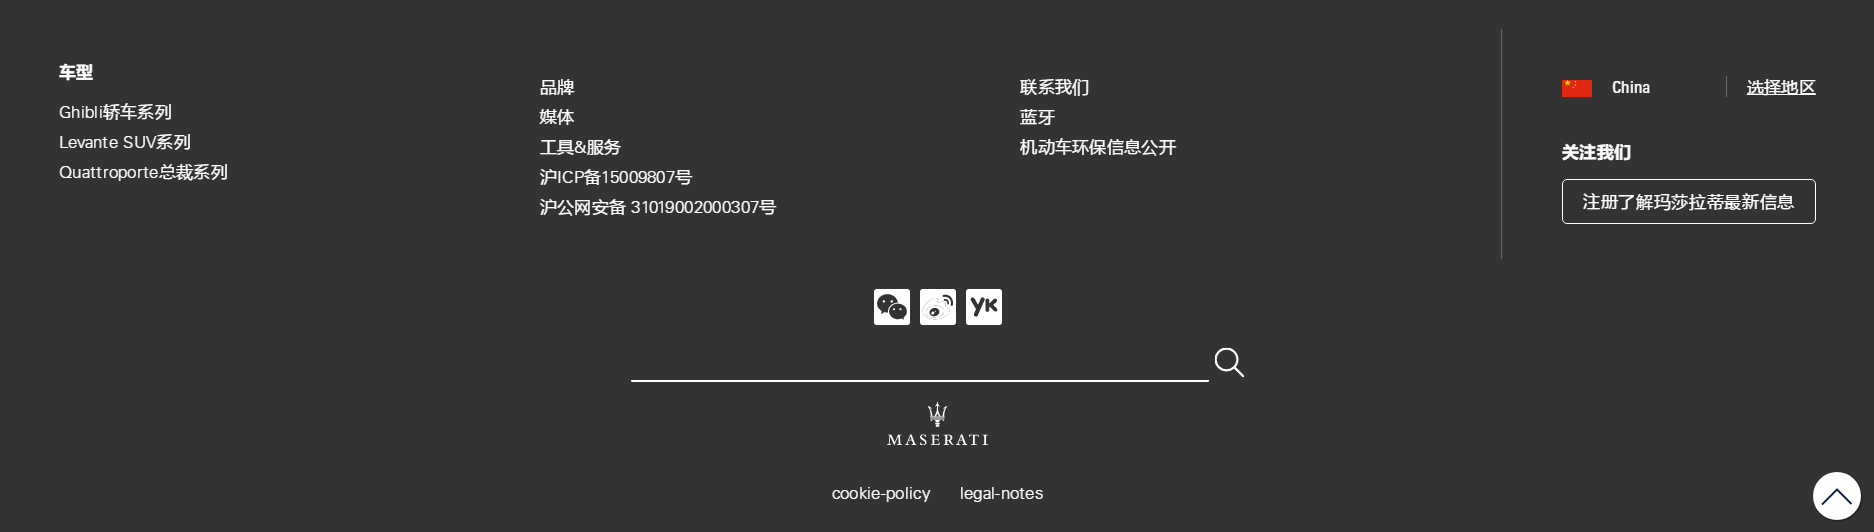 车型
Ghibli轿车系列
Levante SUV系列
Quattroporte总裁系列
品牌
媒体
工具&服务
沪ICP备15009807号
沪公网安备 31019002000307号
联系我们
蓝牙
机动车环保信息公开
China
选择地区
关注我们
注册了解玛莎拉蒂最新信息
YK
MASERATI
cookie-policy
legal-notes